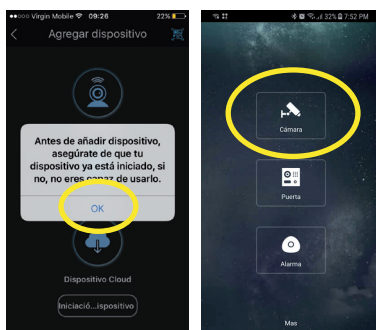 Virgin Mobile 09:26 22%
Agregar dispositivo
Antes de añadir dispositivo,
asegúrate de que tu
dispositivo ya está iniciado, si
no, no eres capaz de usarlo.
OK
Dispositivo Cloud
Iniciació...ispositivo
32% 7:52 PM
Cámara
Puerta
Alarma
Mas